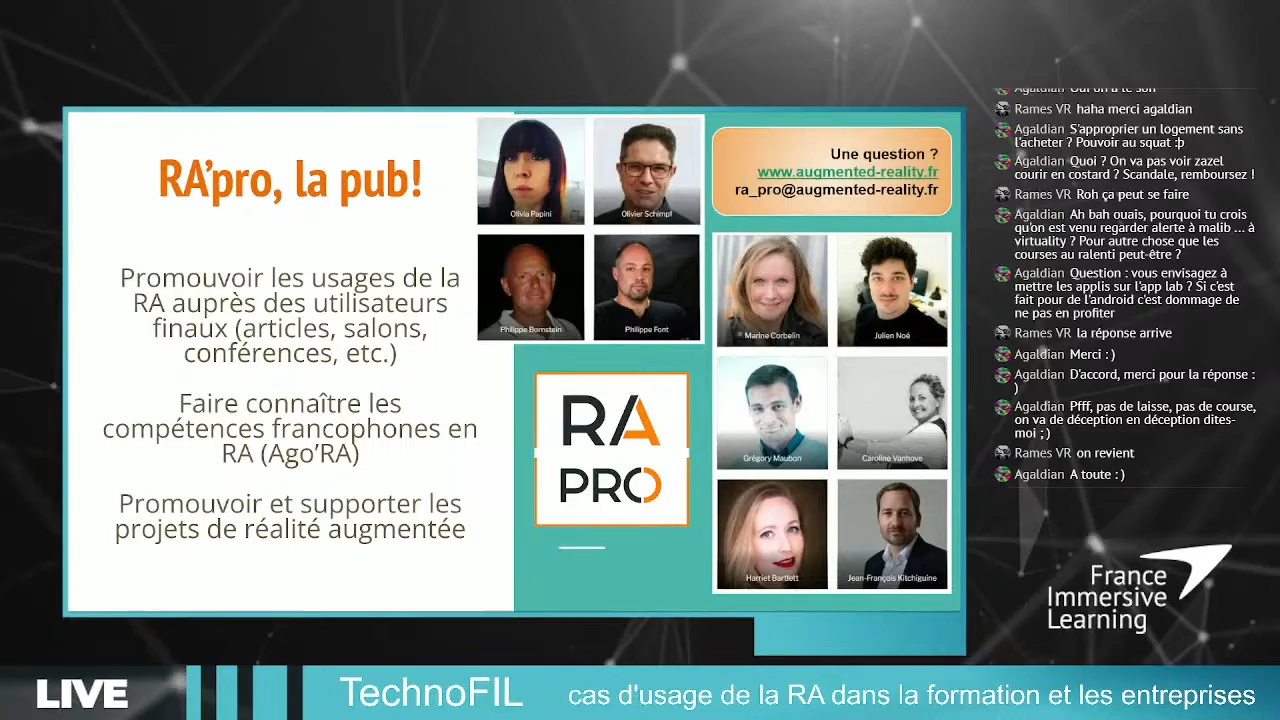 RA'pro, la pub!
Promouvoir les usages de la
RA auprès des utilisateurs
finaux (articles, salons,
conférences, etc.)
Faire connaître les
compétences francophones en
RA (Ago'RA)
Promouvoir et supporter les
projets de réalité augmentée
Olivia Papini
Olivier Schimpf
Philippe Bornstein
Philippe Font
Une question ?
www.augmented-reality.fr
ra_pro@augmented-reality.fr
Marine Corbelin
Julien Noë
Grégory Maubon
Caroline Vanhove
Harriet Bartlett
Jean-François Kitchiguine
RA
PRO
Agaldian Oui on a le son
Rames VR haha merci agaldian
Agaldian S'approprier un logement sans
l'acheter ? Pouvoir au squat :p
Agaldian Quoi ? On va pas voir zazel
courir en costard ? Scandale, remboursez !
Rames VR Boh ça peut se faire
Agaldian Ah beh ouais, pourquoi tu crois
qu'on est venu regarder alerte à malib ... à
virtuality ? Pour autre chose que les
courses au ralenti peut-être ?
Agaldian Question : vous envisagez à
mettre les applis sur l'app lab ? Si c'est
fait pour de l'android c'est dommage de
ne pas en profiter
Rames VR la réponse arrive
Agaldian Merci : )
Agaldian D'accord, merci pour la réponse :
)
Agaldian Pfff, pas de laisse, pas de course,
on va de déception en déception dites-
moi ; )
Rames VR on revient
Agaldian A toute : )
France
Immersive
Learning
LIVE
TechnoFIL
cas d'usage de la RA dans la formation et les entreprises